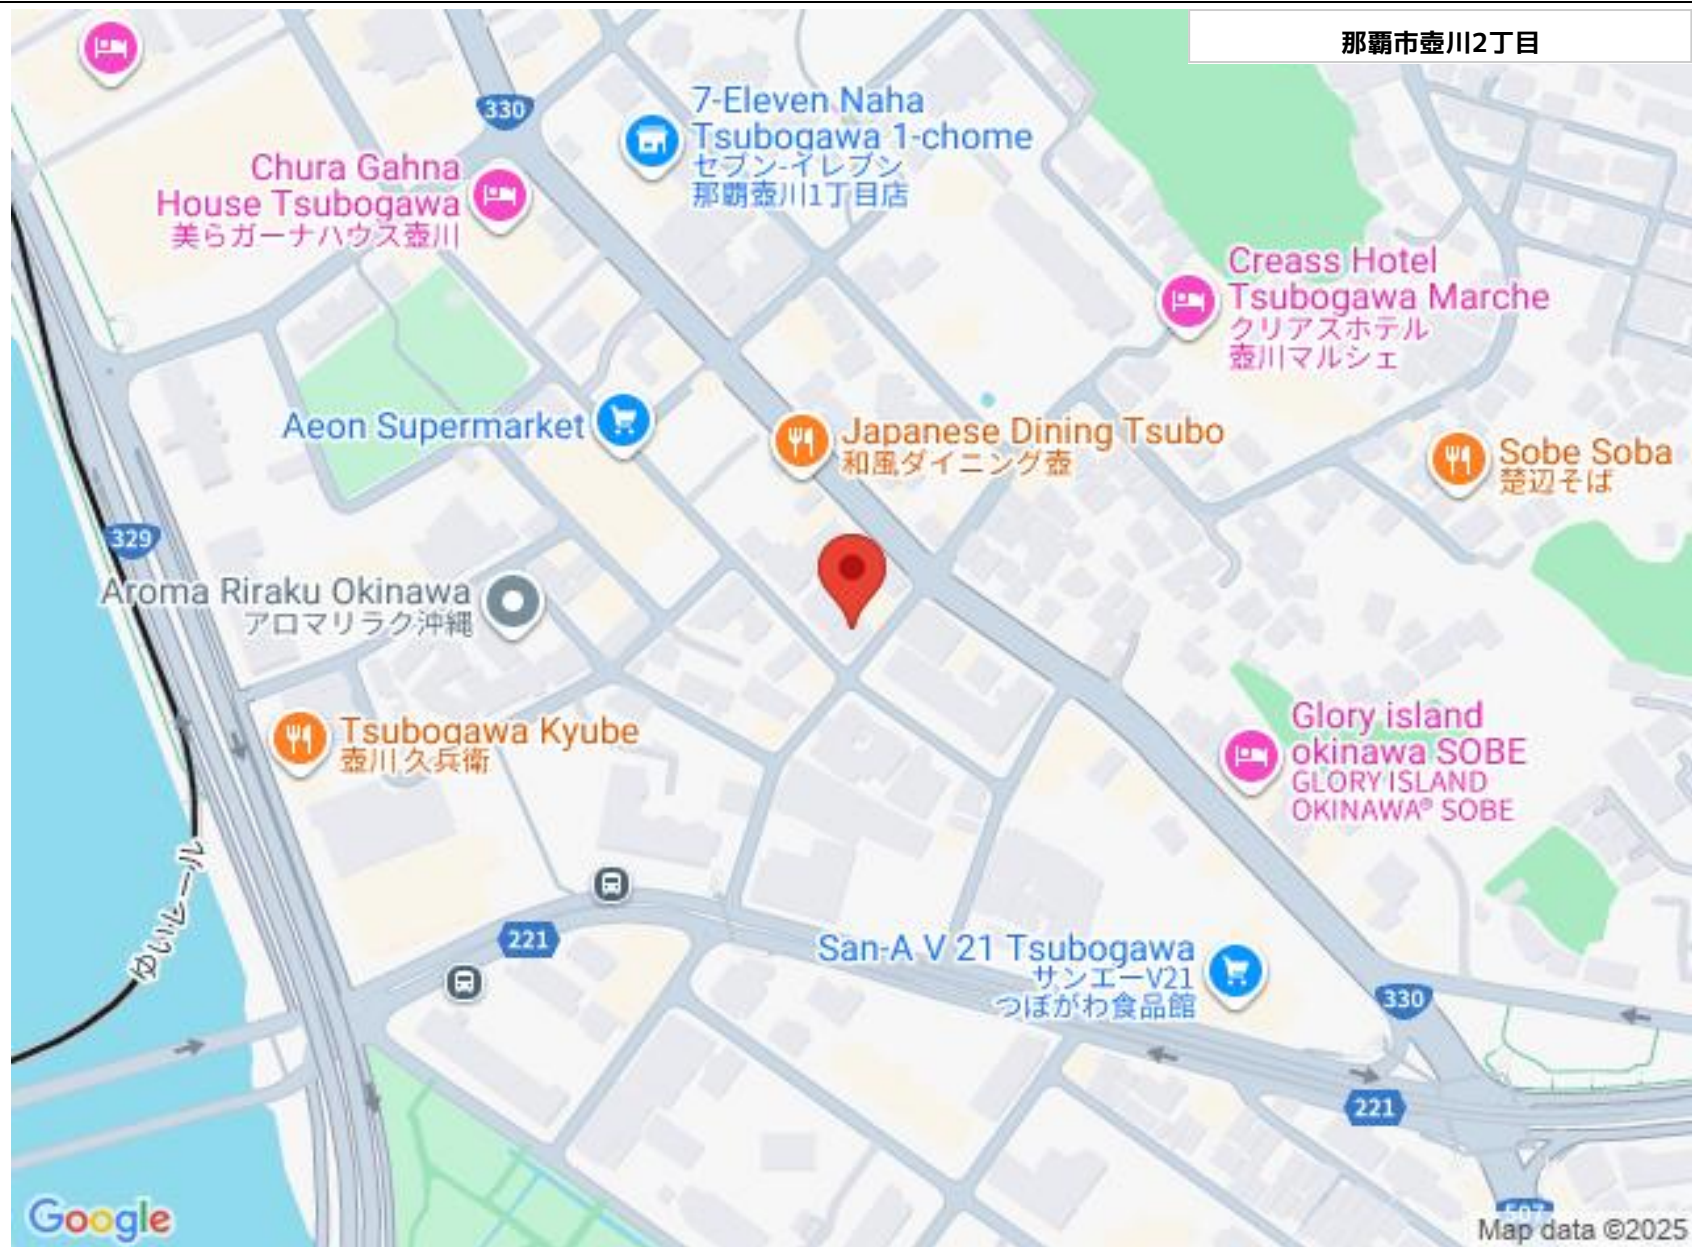 那覇市壺川2丁目
330
7-Eleven Naha
Tsubogawa 1-chome
セブン-イレブン
那覇壺川1丁目店
Chura Gahna
House Tsubogawa
美らガーナハウス壺川
Creass Hotel
Tsubogawa Marche
クリアスホテル
壺川マルシェ
Aeon Supermarket
Japanese Dining Tsubo
和風ダイニング壺
Sobe Soba
楚辺そば
329
Aroma Riraku Okinawa
アロマリラク沖縄
Tsubogawa Kyube
壺川久兵衛
Glory island
okinawa SOBE
GLORY ISLAND
OKINAWA® SOBE
ゆいレール
221
San-A V 21 Tsubogawa
サンエーV21
つぼがわ食品館
330
221
507
Google
Map data ©2025